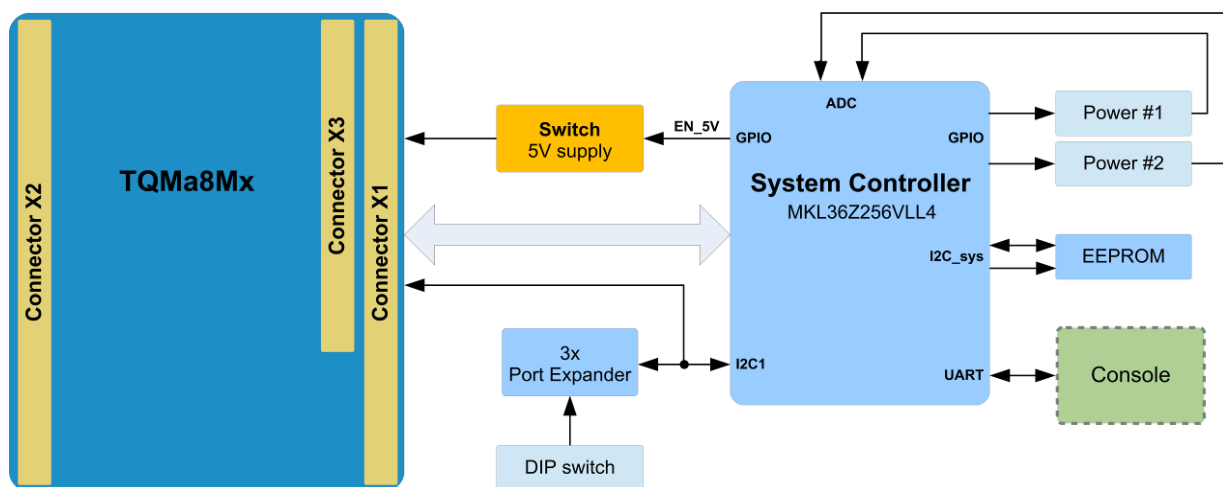 TQMa8Mx
Connector X2
Connector X3
Connector X1
Switch
5V supply
EN_5V
3x
Port Expander
DIP switch
ADC
GPIO
GPIO
System Controller
MKL36Z256VLL4
I2C_sys
I2C1
UART
Power #1
Power #2
EEPROM
Console